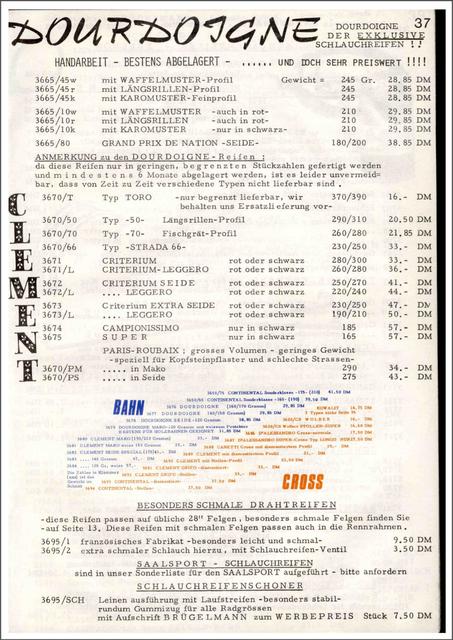 DOURDOIGNE
DOURDOIGNE 37
DER EXKLUSIVE
SCHLAUCHREIFEN !!
HANDARBEIT - BESTENS ABGELAGERT - ...... UND DOCH SEHR PREISWERT !!!!
3665/45w mit WAFFELMUSTER-Profil Gewicht = 245 Gr. 28,85 DM
3665/45r mit LÄNGSRILLEN-Profil 245 28,85 DM
3665/45k mit KAROMUSTER-Feinprofil 245 28,85 DM
3665/10w mit WAFFELMUSTER -auch in rot- 210 29,85 DM
3665/10r mit LÄNGSRILLEN -auch in rot- 210 29,85 DM
3665/10k mit KAROMUSTER -nur in schwarz- 210 29,85 DM
3665/80 GRAND PRIX DE NATION -SEIDE- 180/200 38.85 DM
ANMERKUNG zu den DOURDOIGNE-Reifen :
da diese Reifen nur in geringen, begrenzten Stückzahlen gefertigt werden
und mindestens 6 Monate abgelagert werden, ist es leider unvermeid=
bar, dass von Zeit zu Zeit verschiedene Typen nicht lieferbar sind .
CLEMENT
3670/T Typ TORO -nur begrenzt lieferbar, wir 370/390 16.- DM
behalten uns Ersatzlieferung vor-
3670/50 Typ -50- Längsrillen-Profil 290/310 20,50 DM
3670/70 Typ -70- Fischgrät-Profil 260/280 21,85 DM
3670/66 Typ -STRADA 66- 230/250 33,- DM
3671 CRITERIUM rot oder schwarz 280/300 33.- DM
3671/L CRITERIUM-LEGGERO rot oder schwarz 260/280 36.- DM
3672 CRITERIUM SEIDE rot oder schwarz 250/270 41.- DM
3672/L .... LEGGERO rot oder schwarz 220/240 44.- DM
3673 Criterium EXTRA SEIDE rot oder schwarz 230/250 47.- DM
3673/L .... LEGGERO rot oder schwarz 190/210 50.- DM
3674 CAMPIONISSIMO nur in schwarz 185 57.- DM
3675 SUPER nur in schwarz 165 57.- DM
PARIS-ROUBAIX ; grosses Volumen - geringes Gewicht
-speziell für Kopfsteinpflaster und schlechte Strassen-
3670/PM ..... in Mako 290 34.- DM
3670/PS ..... in Seide 275 43.- DM
BAHN
CROSS
BESONDERS SCHMALE DRAHTREIFEN
-diese Reifen passen auf übliche 28" Felgen, besonders schmale Felgen finden Sie
-auf Seite 13. Diese Reifen mit schmalen Felgen passen auch in die Rennrahmen.
3695/1 französisches Fabrikat -besonders leicht und schmal- 9.50 DM
3695/2 extra schmaler Schlauch hierzu, mit Schlauchreifen-Ventil 3.50 DM
SAALSPORT - SCHLAUCHREIFEN
sind in unser Sonderliste für den SAALSPORT aufgeführt - bitte anfordern
SCHLAUCHREIFENSCHONER
3695/SCH Leinen ausführung mit Laufstreifen -besonders stabil-
rundum Gummizug für alle Radgrössen
mit Aufschrift BRÜGELMANN zum WERBEPREIS Stück 7.50 DM